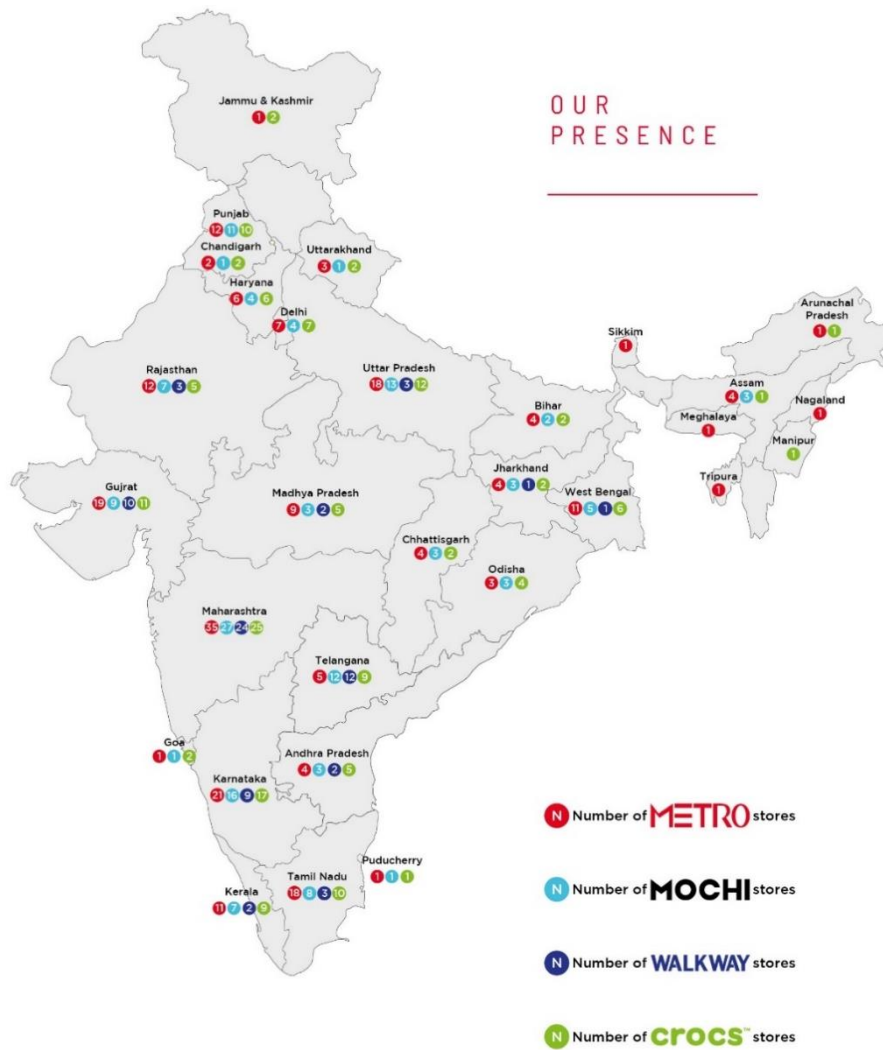 OUR
PRESENCE
Jammu & Kashmir
1 2
Punjab
12 11 10
Chandigarh
2 1 2
Uttarakhand
3 1 2
Haryana
6 4 6
Delhi
7 4 7
Sikkim
1
Arunachal
Pradesh
1 1
Rajasthan
12 7 3 5
Uttar Pradesh
18 13 3 12
Bihar
4 2 2
Assam
4 3 1
Nagaland
1
Meghalaya
1
Manipur
1
Tripura
1
Gujrat
19 9 10 11
Madhya Pradesh
9 3 2 5
Jharkhand
4 3 1 2
West Bengal
11 5 1 6
Chhattisgarh
4 3 2
Odisha
3 3 4
Maharashtra
35 27 24 25
Telangana
5 12 12 9
Goa
1 1 2
Andhra Pradesh
4 3 2 5
Karnataka
21 16 9 17
Puducherry
1 1 1
Tamil Nadu
18 8 3 10
Kerala
11 7 2 9
N Number of METRO stores
N Number of MOCHI stores
N Number of WALKWAY stores
N Number of crocs™ stores